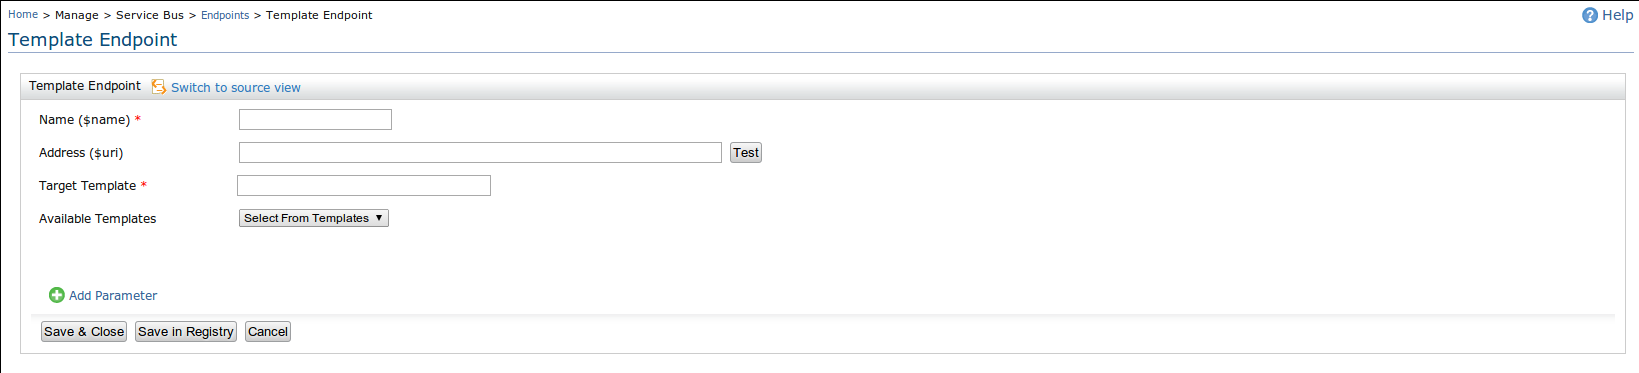 Home > Manage > Service Bus > Endpoints > Template Endpoint
Help
Template Endpoint
Template Endpoint Switch to source view
Name ($name) *
Address ($uri) Test
Target Template *
Available Templates Select From Templates
Add Parameter
Save & Close Save in Registry Cancel